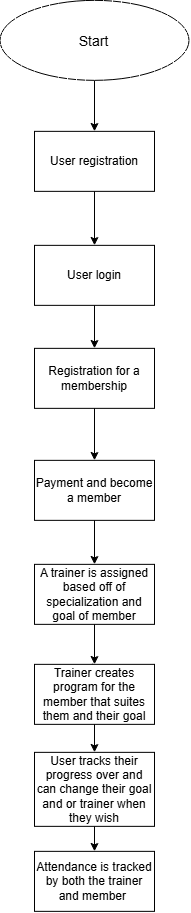 Start
User registration
User login
Registration for a
membership
Payment and become
a member
A trainer is assigned
based off of
specialization and
goal of member
Trainer creates
program for the
member that suites
them and their goal
User tracks their
progress over and
can change their goal
and or trainer when
they wish
Attendance is tracked
by both the trainer
and member